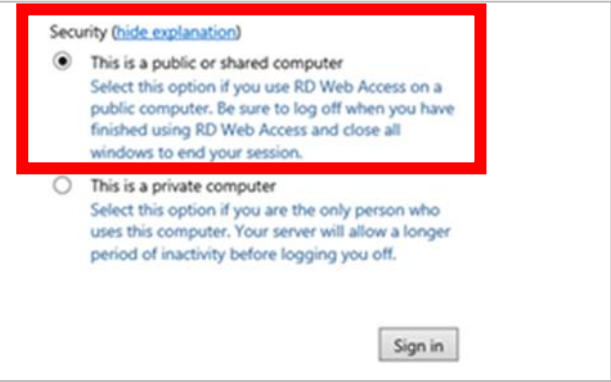 Security (hide explanation)
This is a public or shared computer
Select this option if you use RD Web Access on a
public computer. Be sure to log off when you have
finished using RD Web Access and close all
windows to end your session.
This is a private computer
Select this option if you are the only person who
uses this computer. Your server will allow a longer
period of inactivity before logging you off.
Sign in